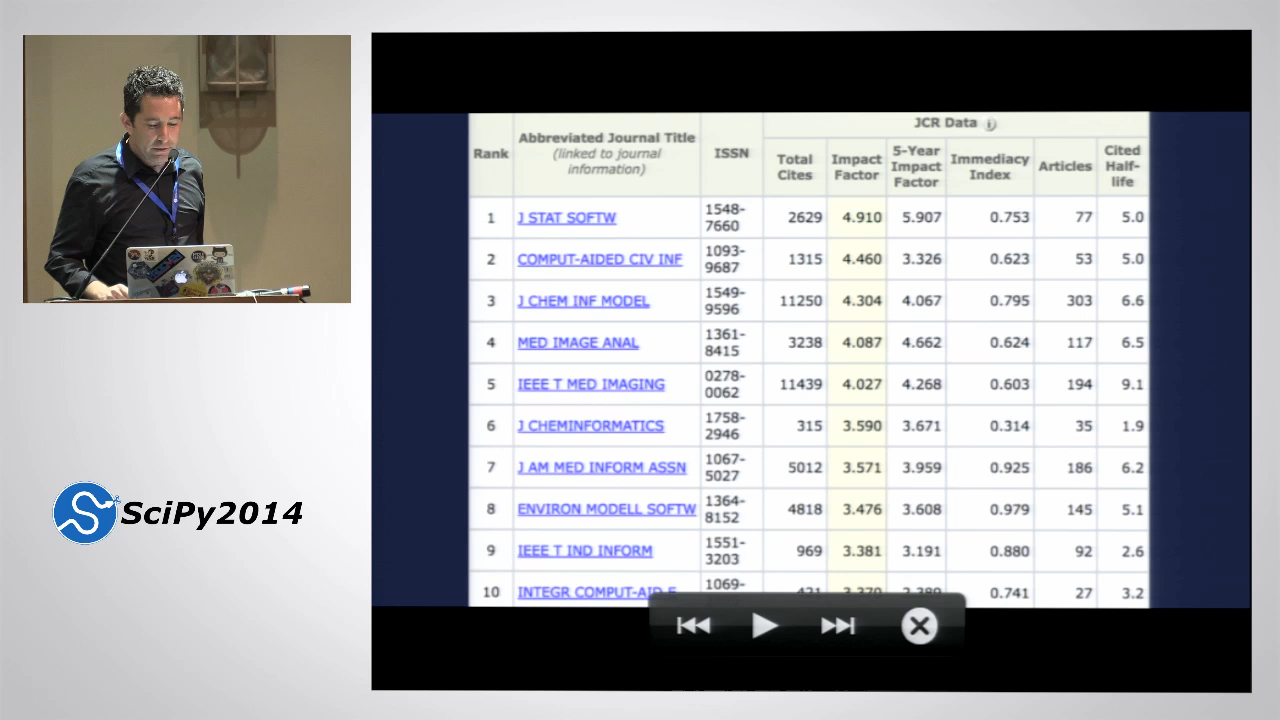 JCR Data
Rank Abbreviated Journal Title (linked to journal information) ISSN Total Cites Impact Factor 5-Year Impact Factor Immediacy Index Articles Cited Half-life
1 J STAT SOFTW 1548-7660 2629 4.910 5.907 0.753 77 5.0
2 COMPUT-AIDED CIV INF 1093-9687 1315 4.460 3.326 0.623 53 5.0
3 J CHEM INF MODEL 1549-9596 11250 4.304 4.067 0.795 303 6.6
4 MED IMAGE ANAL 1361-8415 3238 4.087 4.662 0.624 117 6.5
5 IEEE T MED IMAGING 0278-0062 11439 4.027 4.268 0.603 194 9.1
6 J CHEMINFORMATICS 1758-2946 315 3.590 3.671 0.314 35 1.9
7 J AM MED INFORM ASSN 1067-5027 5012 3.571 3.959 0.925 186 6.2
8 ENVIRON MODELL SOFTW 1364-8152 4818 3.476 3.608 0.979 145 5.1
9 IEEE T IND INFORM 1551-3203 969 3.381 3.191 0.880 92 2.6
10 INTEGR COMPUT-AID E 1069- 0.741 27 3.2
SciPy2014